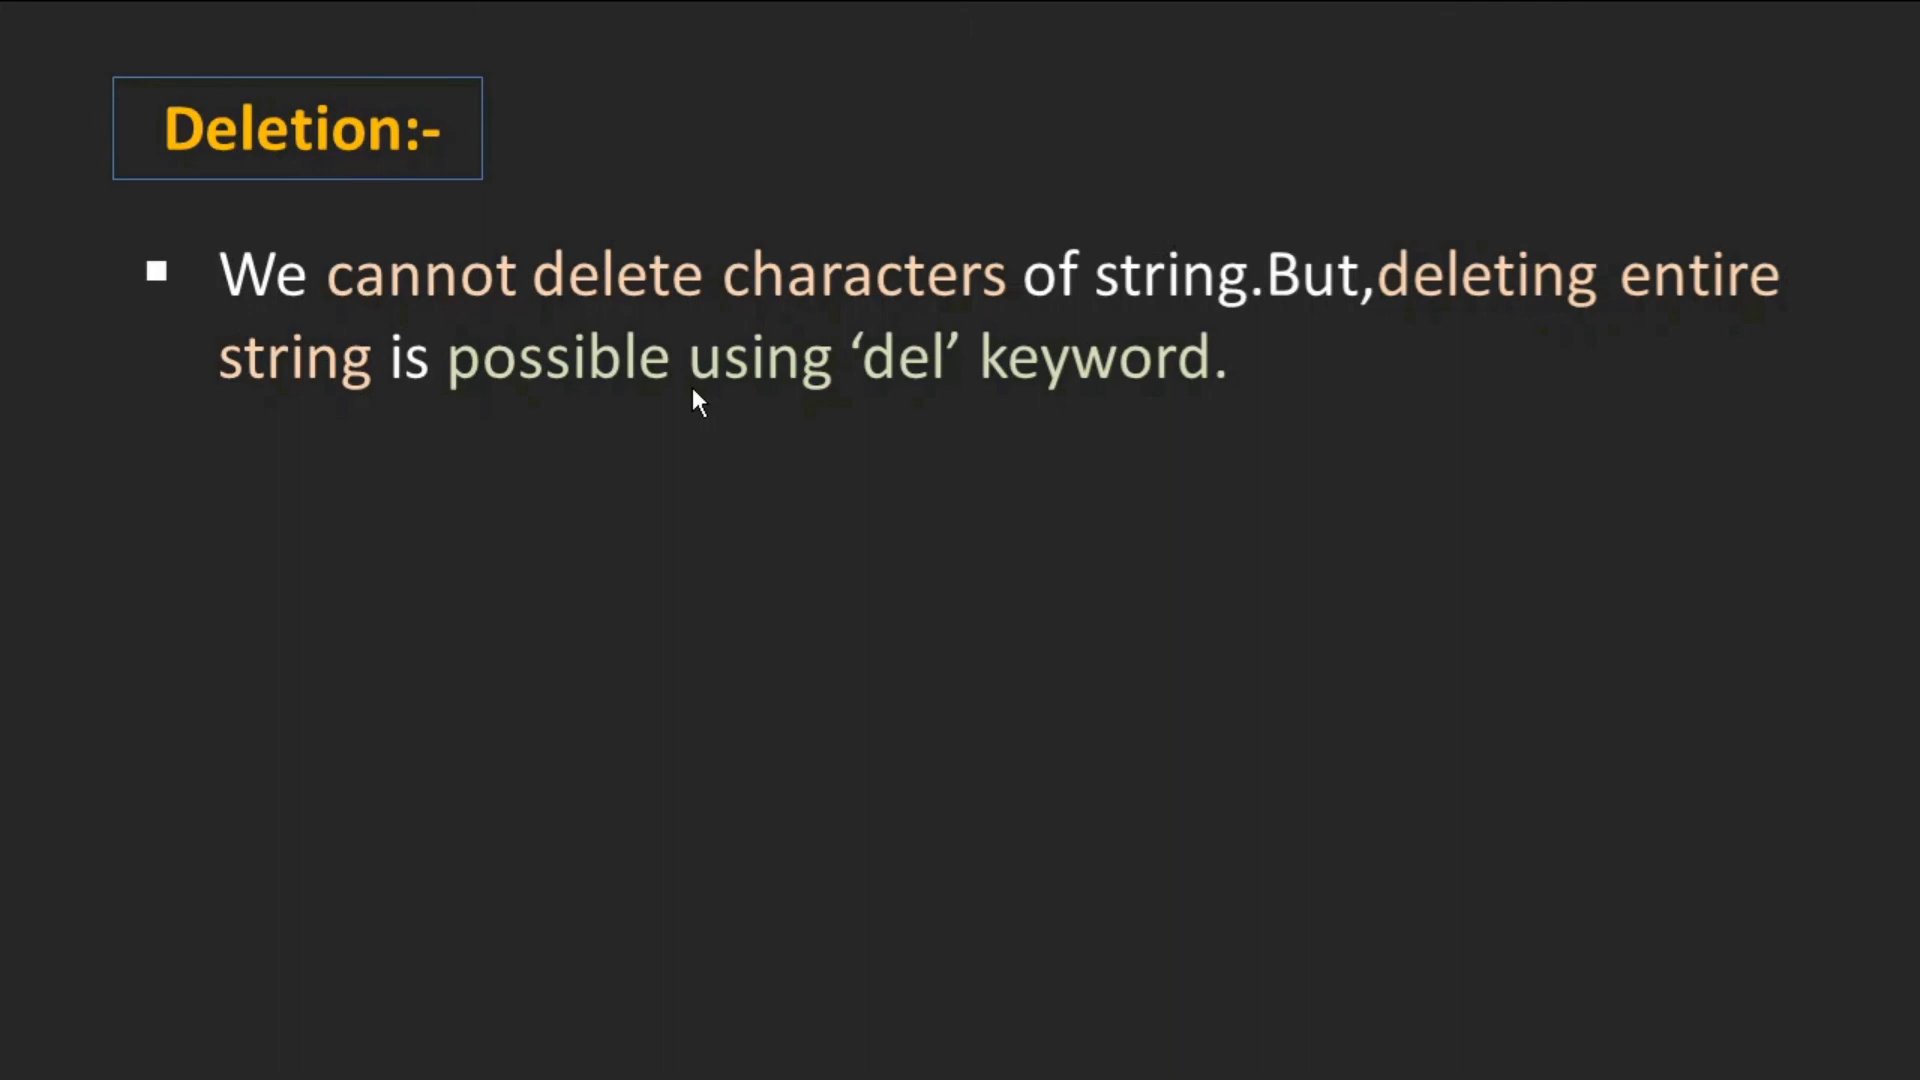 Deletion:-
▪ We cannot delete characters of string.But,deleting entire
string is possible using ‘del’ keyword.